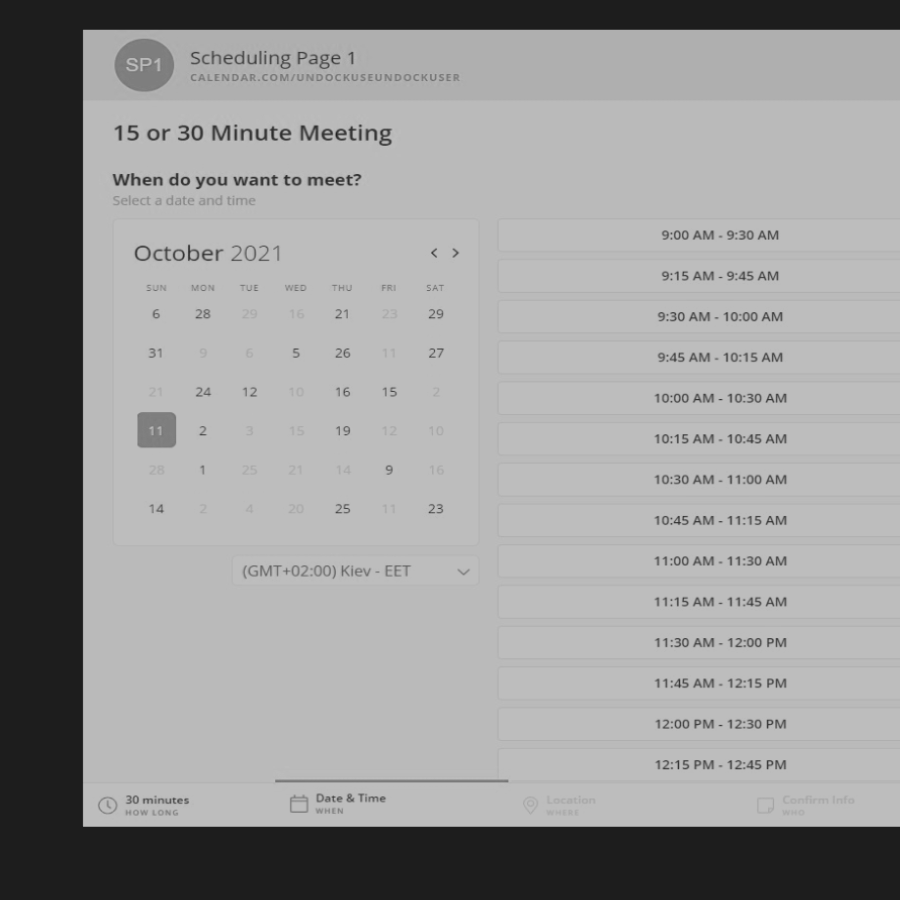 SP1
Scheduling Page 1
CALENDAR.COM/UNDOCKUSEUNDOCKUSER
15 or 30 Minute Meeting
When do you want to meet?
Select a date and time
October 2021
SUN MON TUE WED THU FRI SAT
6 28 29 16 21 23 29
31 9 6 5 26 11 27
21 24 12 10 16 15 2
11 2 3 15 19 12 10
28 1 25 21 14 9 16
14 2 4 20 25 11 23
(GMT+02:00) Kiev - EET
9:00 AM - 9:30 AM
9:15 AM - 9:45 AM
9:30 AM - 10:00 AM
9:45 AM - 10:15 AM
10:00 AM - 10:30 AM
10:15 AM - 10:45 AM
10:30 AM - 11:00 AM
10:45 AM - 11:15 AM
11:00 AM - 11:30 AM
11:15 AM - 11:45 AM
11:30 AM - 12:00 PM
11:45 AM - 12:15 PM
12:00 PM - 12:30 PM
12:15 PM - 12:45 PM
30 minutes
HOW LONG
Date & Time
WHEN
Location
WHERE
Confirm Info
WHO